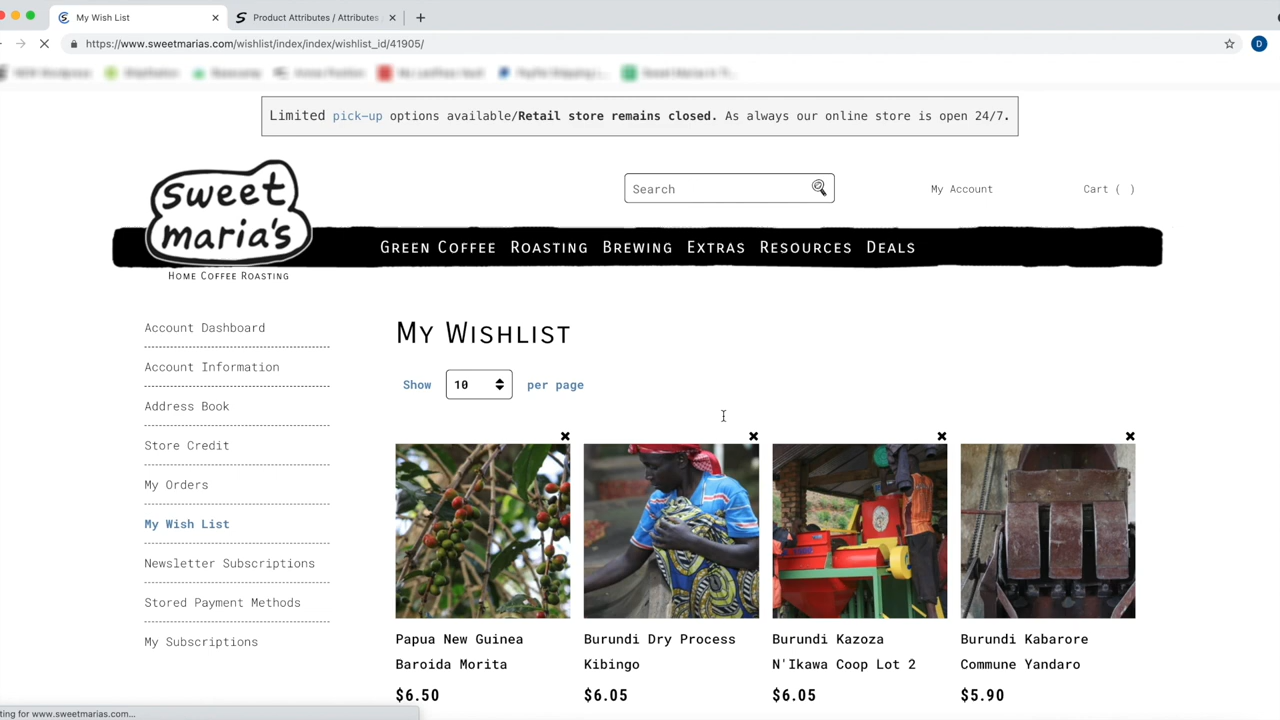 My Wish List
Product Attributes / Attributes
https://www.sweetmarias.com/wishlist/index/index/wishlist_id/41905/
D
Limited pick-up options available/Retail store remains closed. As always our online store is open 24/7.
sweet
maria's
Home Coffee Roasting
Search
My Account
Cart ( )
Green Coffee Roasting Brewing Extras Resources Deals
Account Dashboard
Account Information
Address Book
Store Credit
My Orders
My Wish List
Newsletter Subscriptions
Stored Payment Methods
My Subscriptions
My Wishlist
Show 10 per page
Papua New Guinea
Baroida Morita
$6.50
Burundi Dry Process
Kibingo
$6.05
Burundi Kazoza
N'Ikawa Coop Lot 2
$6.05
Burundi Kabarore
Commune Yandaro
$5.90
ting for www.sweetmarias.com...